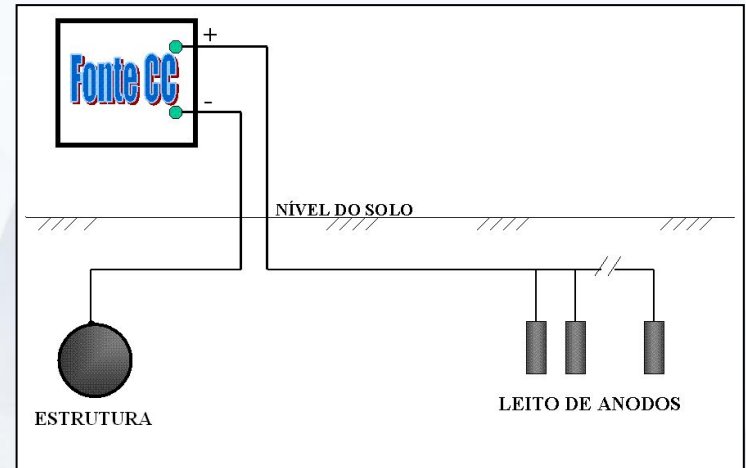 Fonte CC
+
-
NÍVEL DO SOLO
ESTRUTURA
LEITO DE ANODOS